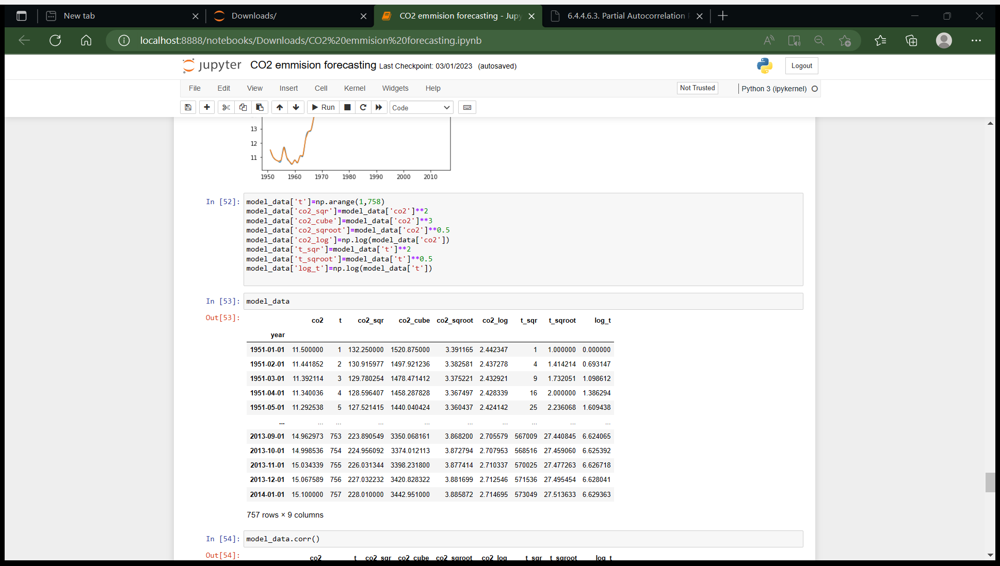 New tab
Downloads/
CO2 emmision forecasting - Jupy
6.4.4.6.3. Partial Autocorrelation
localhost:8888/notebooks/Downloads/CO2%20emmision%20forecasting.ipynb
jupyter CO2 emmision forecasting Last Checkpoint: 03/01/2023 (autosaved)
Logout
File Edit View Insert Cell Kernel Widgets Help
Not Trusted Python 3 (ipykernel)
Run Code
13
12
11
1950 1960 1970 1980 1990 2000 2010
In [52]: model_data['t']=np.arange(1,758)
model_data['co2_sqr']=model_data['co2']**2
model_data['co2_cube']=model_data['co2']**3
model_data['co2_sqroot']=model_data['co2']**0.5
model_data['co2_log']=np.log(model_data['co2'])
model_data['t_sqr']=model_data['t']**2
model_data['t_sqroot']=model_data['t']**0.5
model_data['log_t']=np.log(model_data['t'])
In [53]: model_data
Out[53]:
co2 t co2_sqr co2_cube co2_sqroot co2_log t_sqr t_sqroot log_t
year
1951-01-01 11.500000 1 132.250000 1520.875000 3.391165 2.442347 1 1.000000 0.000000
1951-02-01 11.441852 2 130.915977 1497.921236 3.382581 2.437278 4 1.414214 0.693147
1951-03-01 11.392114 3 129.780254 1478.471412 3.375221 2.432921 9 1.732051 1.098612
1951-04-01 11.340036 4 128.596407 1458.287828 3.367497 2.428339 16 2.000000 1.386294
1951-05-01 11.292538 5 127.521415 1440.040424 3.360437 2.424142 25 2.236068 1.609438
... ... ... ... ... ... ... ... ... ...
2013-09-01 14.962973 753 223.890549 3350.068161 3.868200 2.705579 567009 27.440845 6.624065
2013-10-01 14.998536 754 224.956092 3374.012113 3.872794 2.707953 568516 27.459060 6.625392
2013-11-01 15.034339 755 226.031344 3398.231800 3.877414 2.710337 570025 27.477263 6.626718
2013-12-01 15.067589 756 227.032232 3420.828322 3.881699 2.712546 571536 27.495454 6.628041
2014-01-01 15.100000 757 228.010000 3442.951000 3.885872 2.714695 573049 27.513633 6.629363
757 rows × 9 columns
In [54]: model_data.corr()
Out[54]:
co2 t co2_sqr co2_cube co2_sqroot co2_log t_sqr t_sqroot log_t